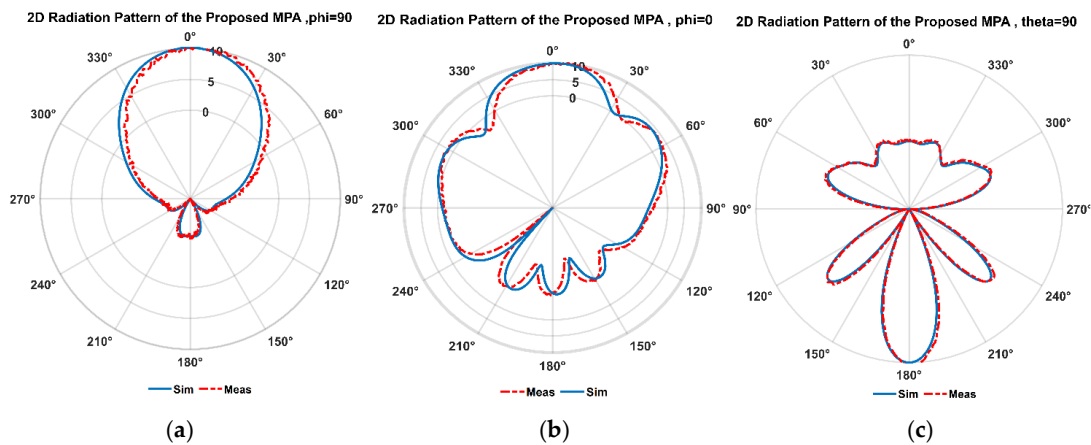 2D Radiation Pattern of the Proposed MPA ,phi=90
0°
330° 10 30°
5
300° 0 60°
270° 90°
240° 120°
210° 150°
180°
Sim Meas
(a)
2D Radiation Pattern of the Proposed MPA , phi=0
0°
330° 10 30°
5
0
300° 60°
270° 90°
240° 120°
210° 150°
180°
Meas Sim
(b)
2D Radiation Pattern of the Proposed MPA , theta=90
0°
30° 330°
60° 300°
90° 270°
120° 240°
150° 210°
180°
Sim Meas
(c)